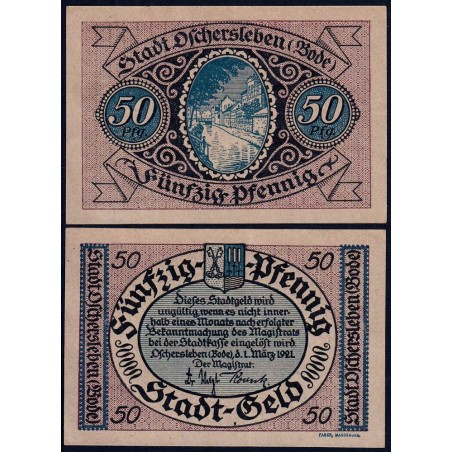 Stadt Oschersleben (Bode)
50
Pfg.
50
Pfg.
Fünfzig Pfennig
50
50
Fünfzig Pfennig
Stadt Oschersleben (Bode)
Stadt Oschersleben (Bode)
Dieses Stadtgeld wird
ungültig, wenn es nicht inner-
halb eines Monats nach erfolgter
Bekanntmachung des Magistrats
bei der Stadtkasse eingelöst wird.
Oschersleben (Bode), d. 1. März 1921.
Der Magistrat:
Stadt-Geld
50
50
FABER, MAGDEBURG.